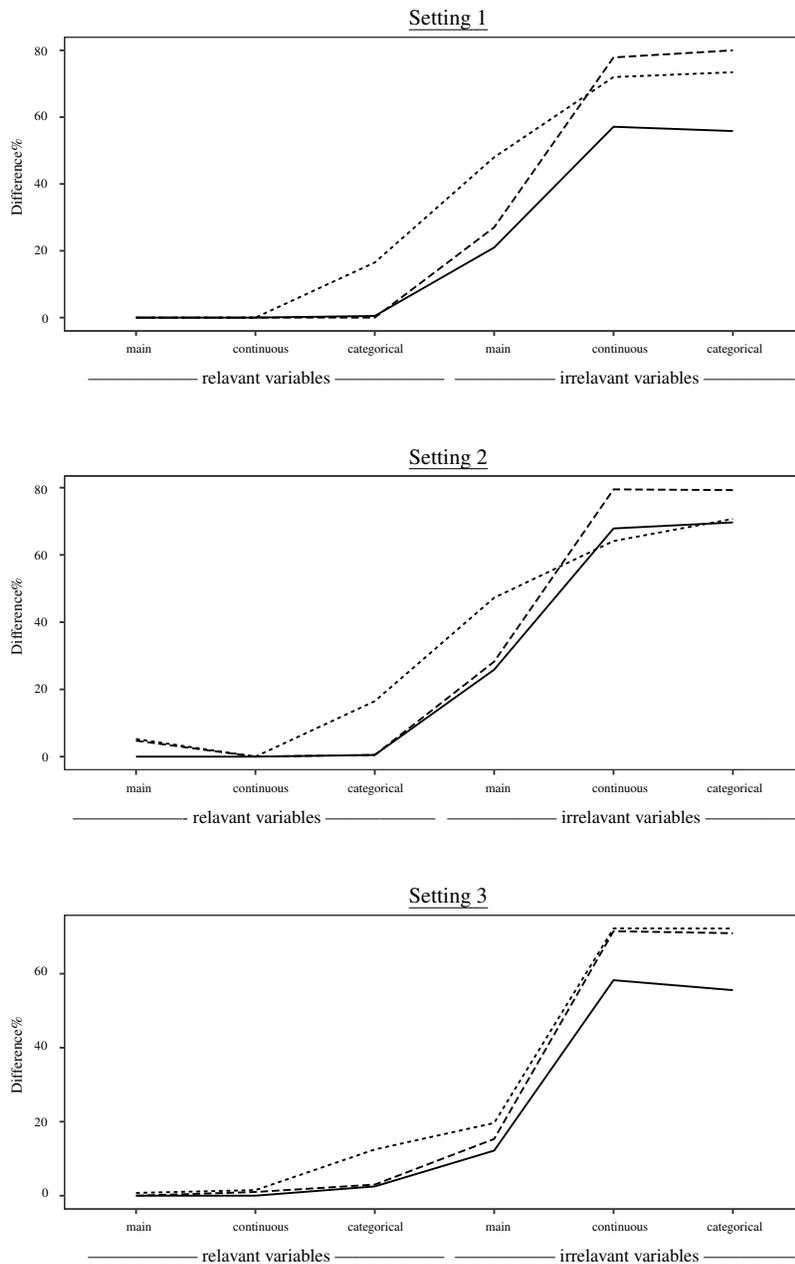 Setting 1
80
60
40
20
0
Difference%
main continuous categorical main continuous categorical
relavant variables irrelavant variables
Setting 2
80
60
40
20
0
Difference%
main continuous categorical main continuous categorical
relavant variables irrelavant variables
Setting 3
60
40
20
0
Difference%
main continuous categorical main continuous categorical
relavant variables irrelavant variables